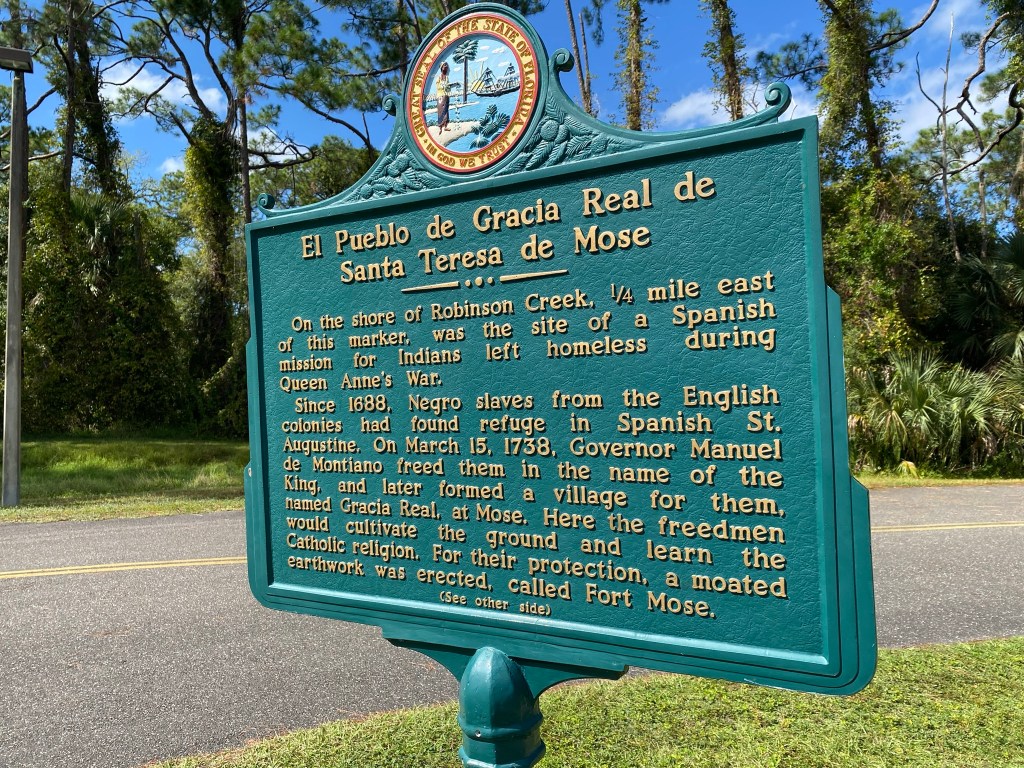 GREAT SEAL OF THE STATE OF FLORIDA
IN GOD WE TRUST
El Pueblo de Gracia Real de
Santa Teresa de Mose
On the shore of Robinson Creek, 1/4 mile east
of this marker, was the site of a Spanish
mission for Indians left homeless during
Queen Anne's War.
Since 1688, Negro slaves from the English
colonies had found refuge in Spanish St.
Augustine. On March 15, 1738, Governor Manuel
de Montiano freed them in the name of the
King, and later formed a village for them,
named Gracia Real, at Mose. Here the freedmen
would cultivate the ground and learn the
Catholic religion. For their protection, a moated
earthwork was erected, called Fort Mose.
(See other side)